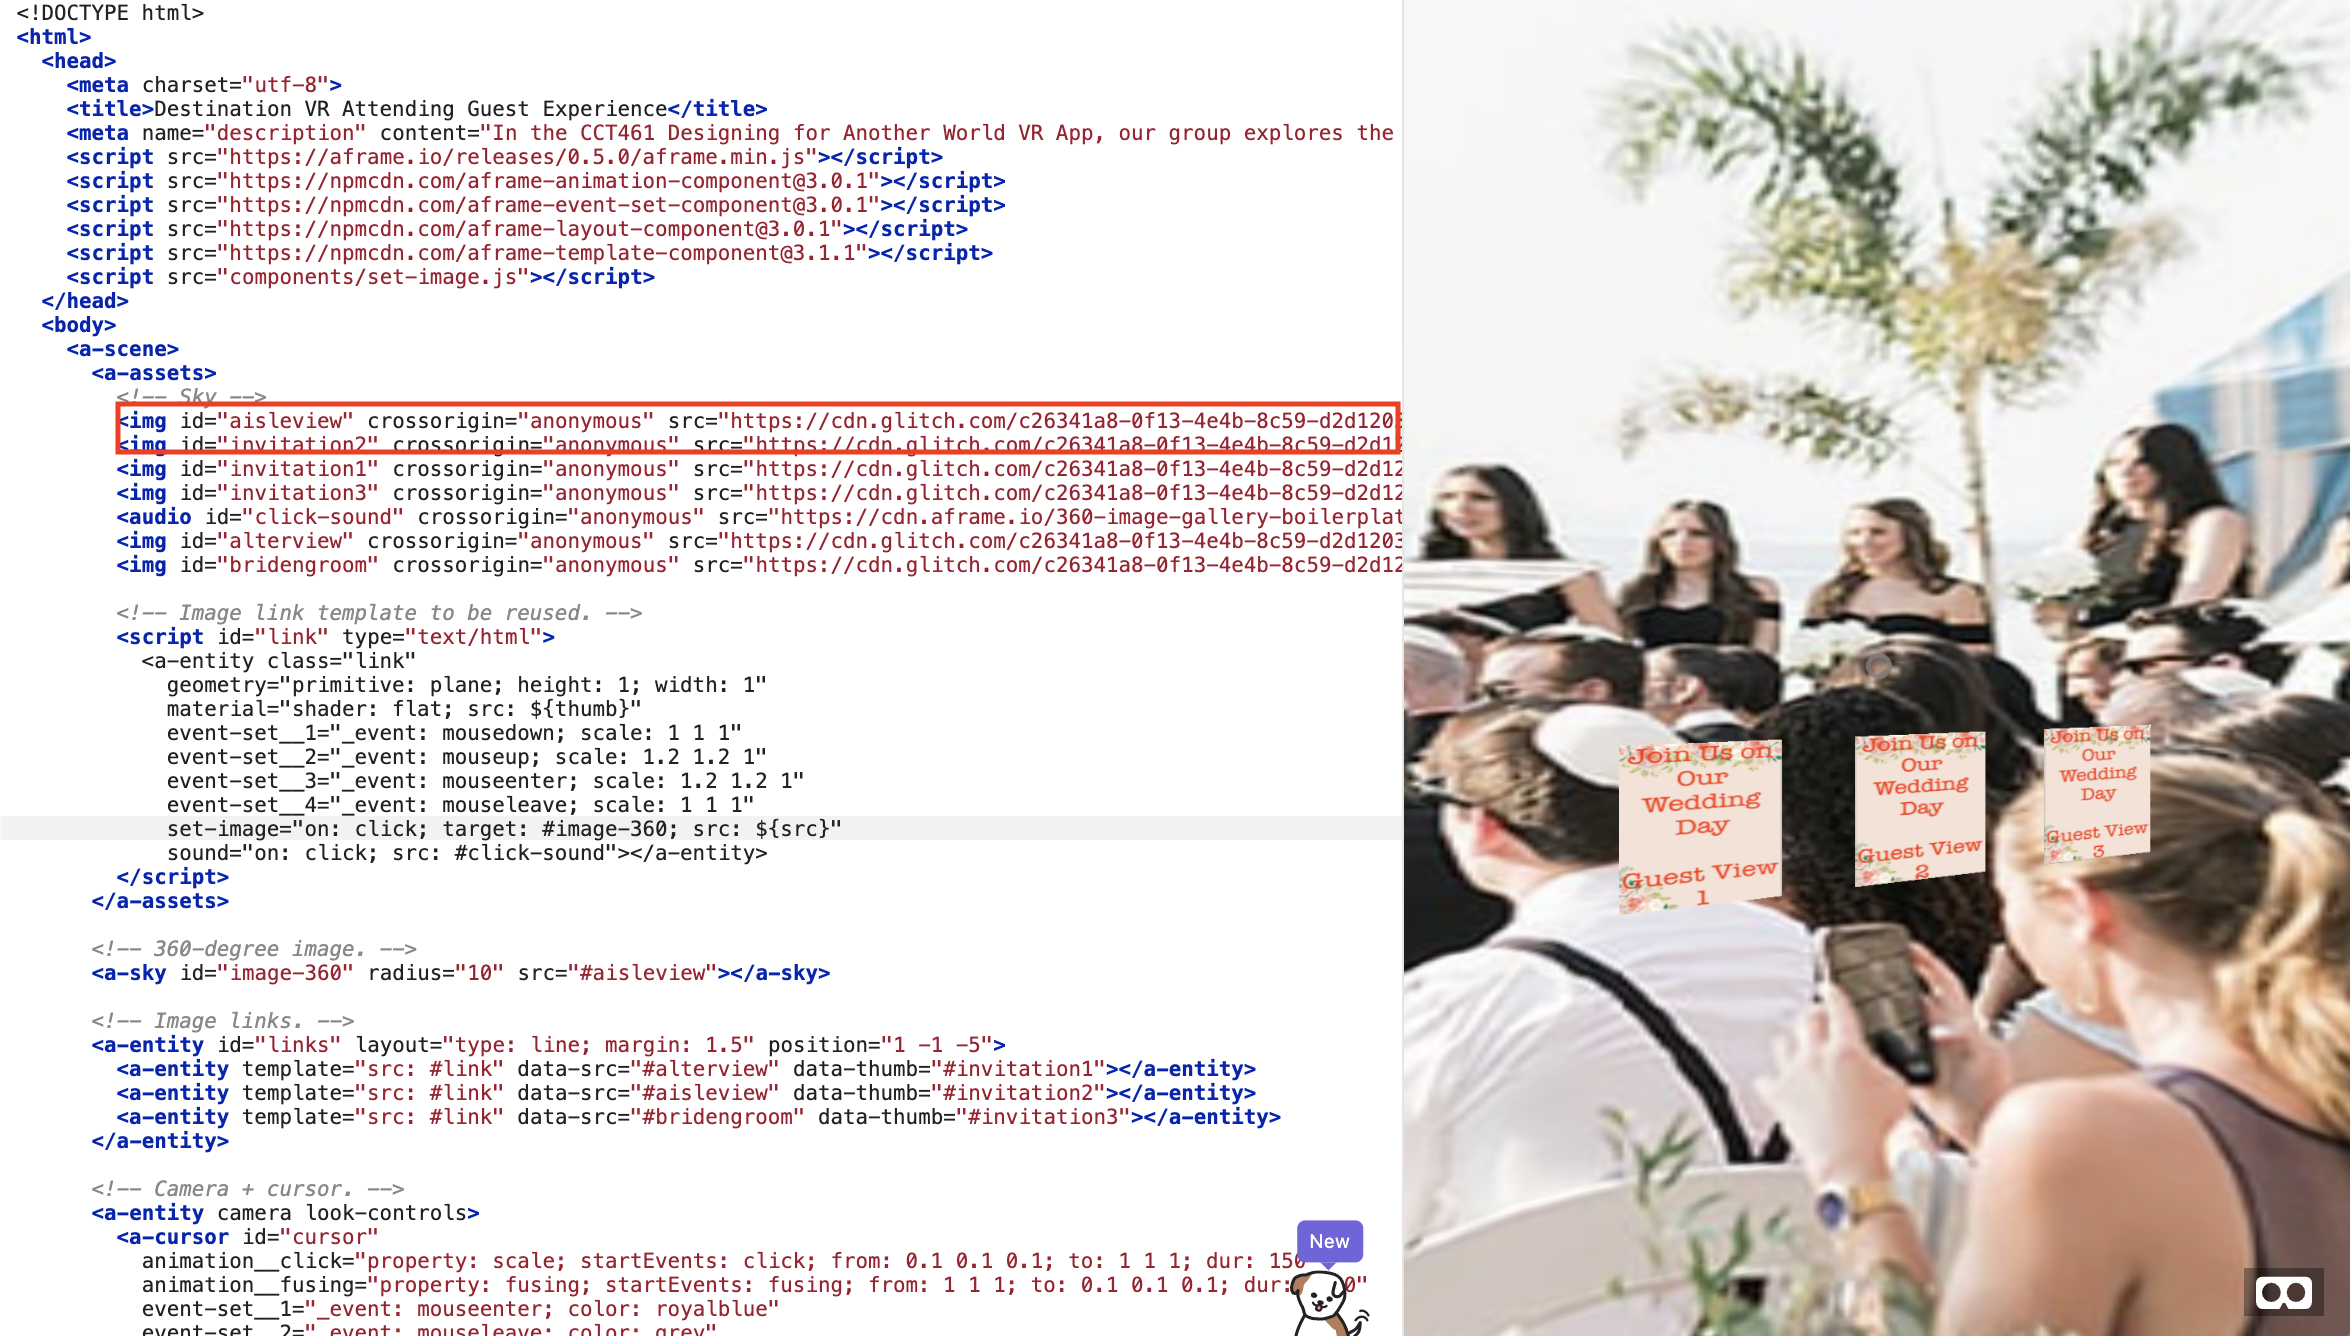 <!DOCTYPE html>
<html>
<head>
<meta charset="utf-8">
<title>Destination VR Attending Guest Experience</title>
<meta name="description" content="In the CCT461 Designing for Another World VR App, our group explores the
<script src="https://aframe.io/releases/0.5.0/aframe.min.js"></script>
<script src="https://npmcdn.com/aframe-animation-component@3.0.1"></script>
<script src="https://npmcdn.com/aframe-event-set-component@3.0.1"></script>
<script src="https://npmcdn.com/aframe-layout-component@3.0.1"></script>
<script src="https://npmcdn.com/aframe-template-component@3.1.1"></script>
<script src="components/set-image.js"></script>
</head>
<body>
<a-scene>
<a-assets>
<!-- Sky -->
<img id="aisleview" crossorigin="anonymous" src="https://cdn.glitch.com/c26341a8-0f13-4e4b-8c59-d2d120
<img id="invitation2" crossorigin="anonymous" src="https://cdn.glitch.com/c26341a8-0f13-4e4b-8c59-d2d1
<img id="invitation1" crossorigin="anonymous" src="https://cdn.glitch.com/c26341a8-0f13-4e4b-8c59-d2d12
<img id="invitation3" crossorigin="anonymous" src="https://cdn.glitch.com/c26341a8-0f13-4e4b-8c59-d2d12
<audio id="click-sound" crossorigin="anonymous" src="https://cdn.aframe.io/360-image-gallery-boilerplat
<img id="alterview" crossorigin="anonymous" src="https://cdn.glitch.com/c26341a8-0f13-4e4b-8c59-d2d1203
<img id="bridengroom" crossorigin="anonymous" src="https://cdn.glitch.com/c26341a8-0f13-4e4b-8c59-d2d12
<!-- Image link template to be reused. -->
<script id="link" type="text/html">
<a-entity class="link"
geometry="primitive: plane; height: 1; width: 1"
material="shader: flat; src: ${thumb}"
event-set__1="_event: mousedown; scale: 1 1 1"
event-set__2="_event: mouseup; scale: 1.2 1.2 1"
event-set__3="_event: mouseenter; scale: 1.2 1.2 1"
event-set__4="_event: mouseleave; scale: 1 1 1"
set-image="on: click; target: #image-360; src: ${src}"
sound="on: click; src: #click-sound"></a-entity>
</script>
</a-assets>
<!-- 360-degree image. -->
<a-sky id="image-360" radius="10" src="#aisleview"></a-sky>
<!-- Image links. -->
<a-entity id="links" layout="type: line; margin: 1.5" position="1 -1 -5">
<a-entity template="src: #link" data-src="#alterview" data-thumb="#invitation1"></a-entity>
<a-entity template="src: #link" data-src="#aisleview" data-thumb="#invitation2"></a-entity>
<a-entity template="src: #link" data-src="#bridengroom" data-thumb="#invitation3"></a-entity>
</a-entity>
<!-- Camera + cursor. -->
<a-entity camera look-controls>
<a-cursor id="cursor"
animation__click="property: scale; startEvents: click; from: 0.1 0.1 0.1; to: 1 1 1; dur: 150
animation__fusing="property: fusing; startEvents: fusing; from: 1 1 1; to: 0.1 0.1 0.1; dur: 0"
event-set__1="_event: mouseenter; color: royalblue"
event-set__2="_event: mouseleave; color: grey"
New
Join Us on
Our
Wedding
Day
Guest View
1
Join Us on
Our
Wedding
Day
Guest View
2
Join Us on
Our
Wedding
Day
Guest View
3